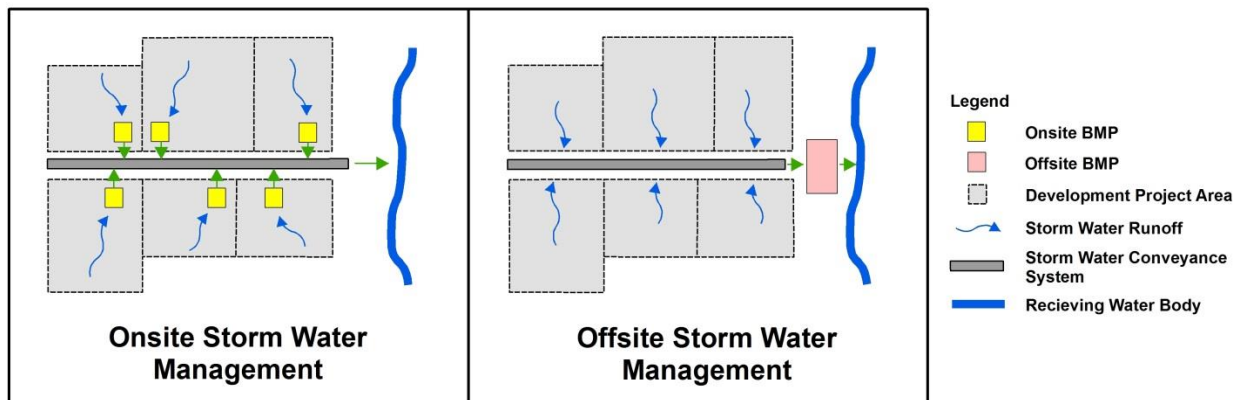 Onsite Storm Water
Management
Offsite Storm Water
Management
Legend
Onsite BMP
Offsite BMP
Development Project Area
Storm Water Runoff
Storm Water Conveyance
System
Recieving Water Body